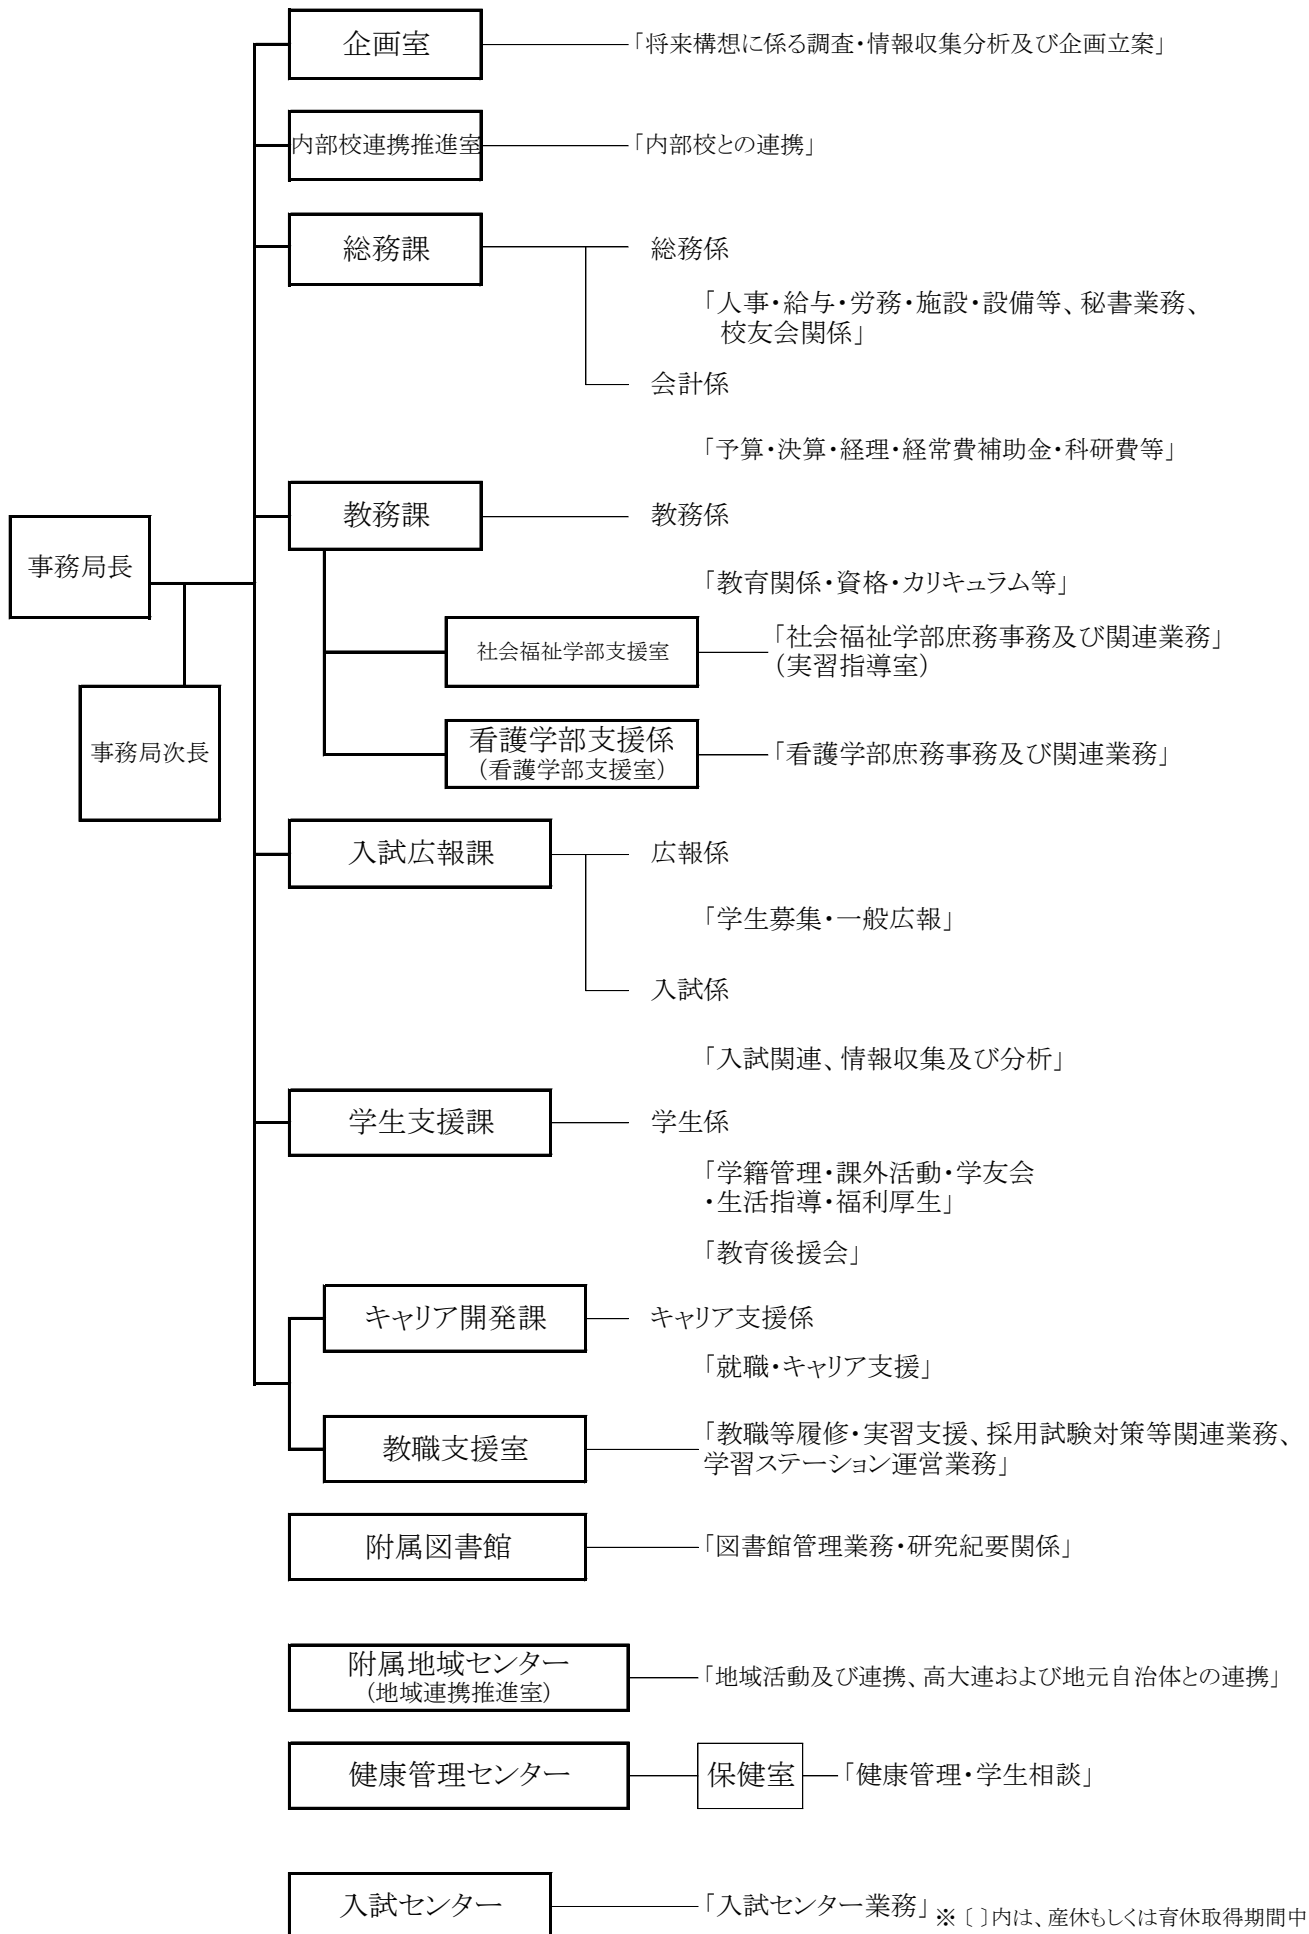 企画室
「将来構想に係る調査・情報収集分析及び企画立案」
内部校連携推進室
「内部校との連携」
総務課
総務係
「人事・給与・労務・施設・設備等、秘書業務、
校友会関係」
会計係
「予算・決算・経理・経常費補助金・科研費等」
教務課
教務係
事務局長
「教育関係・資格・カリキュラム等」
社会福祉学部支援室
「社会福祉学部庶務事務及び関連業務」
（実習指導室）
事務局次長
看護学部支援係
（看護学部支援室）
「看護学部庶務事務及び関連業務」
入試広報課
広報係
「学生募集・一般広報」
入試係
「入試関連、情報収集及び分析」
学生支援課
学生係
「学籍管理・課外活動・学友会
・生活指導・福利厚生」
「教育後援会」
キャリア開発課
キャリア支援係
「就職・キャリア支援」
教職支援室
「教職等履修・実習支援、採用試験対策等関連業務、
学習ステーション運営業務」
附属図書館
「図書館管理業務・研究紀要関係」
附属地域センター
（地域連携推進室）
「地域活動及び連携、高大連および地元自治体との連携」
健康管理センター
保健室
「健康管理・学生相談」
入試センター
「入試センター業務」
※〔 〕内は、産休もしくは育休取得期間中